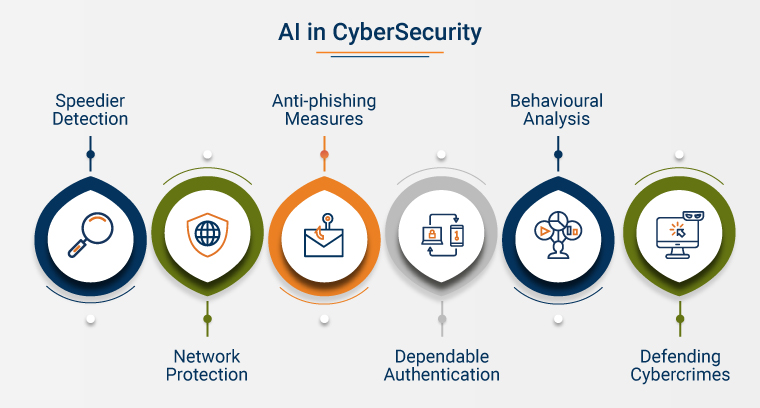 AI in CyberSecurity
Speedier
Detection
Anti-phishing
Measures
Behavioural
Analysis
Network
Protection
Dependable
Authentication
Defending
Cybercrimes